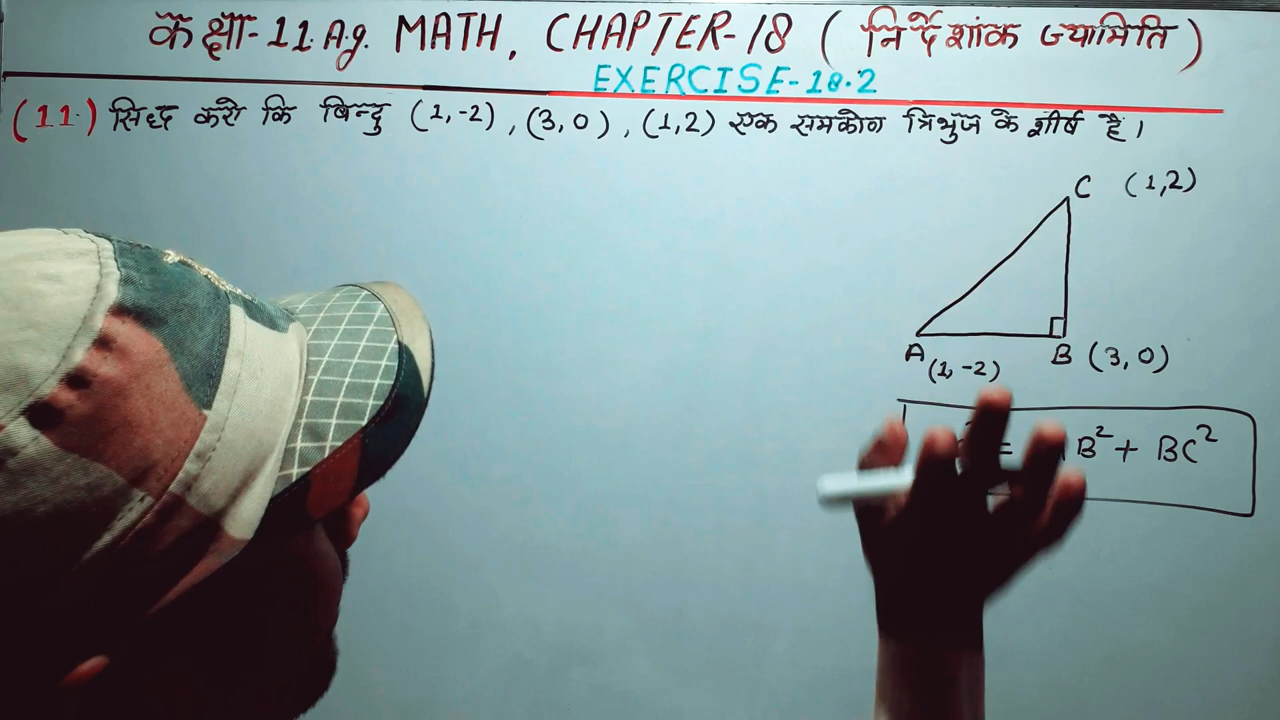 कक्षा-11.Ag. MATH, CHAPTER-18 ( निर्देशांक ज्यामिति )
EXERCISE-18.2
(11.) सिद्ध करो कि बिन्दु (1,-2) , (3,0) , (1,2) एक समकोण त्रिभुज के शीर्ष है।
C (1,2)
A (1,-2) B (3,0)
= B² + BC²